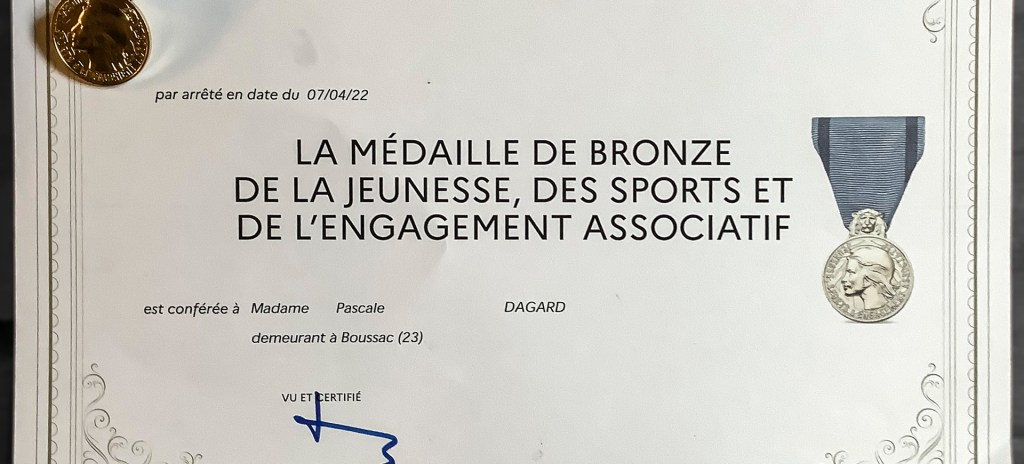 par arrêté en date du 07/04/22
LA MÉDAILLE DE BRONZE
DE LA JEUNESSE, DES SPORTS ET
DE L'ENGAGEMENT ASSOCIATIF
est conférée à Madame Pascale DAGARD
demeurant à Boussac (23)
VU ET CERTIFIÉ